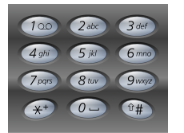 1 2abc 3def
4ghi 5jkl 6mno
7pqrs 8tuv 9wxyz
*+ 0 ⇧#